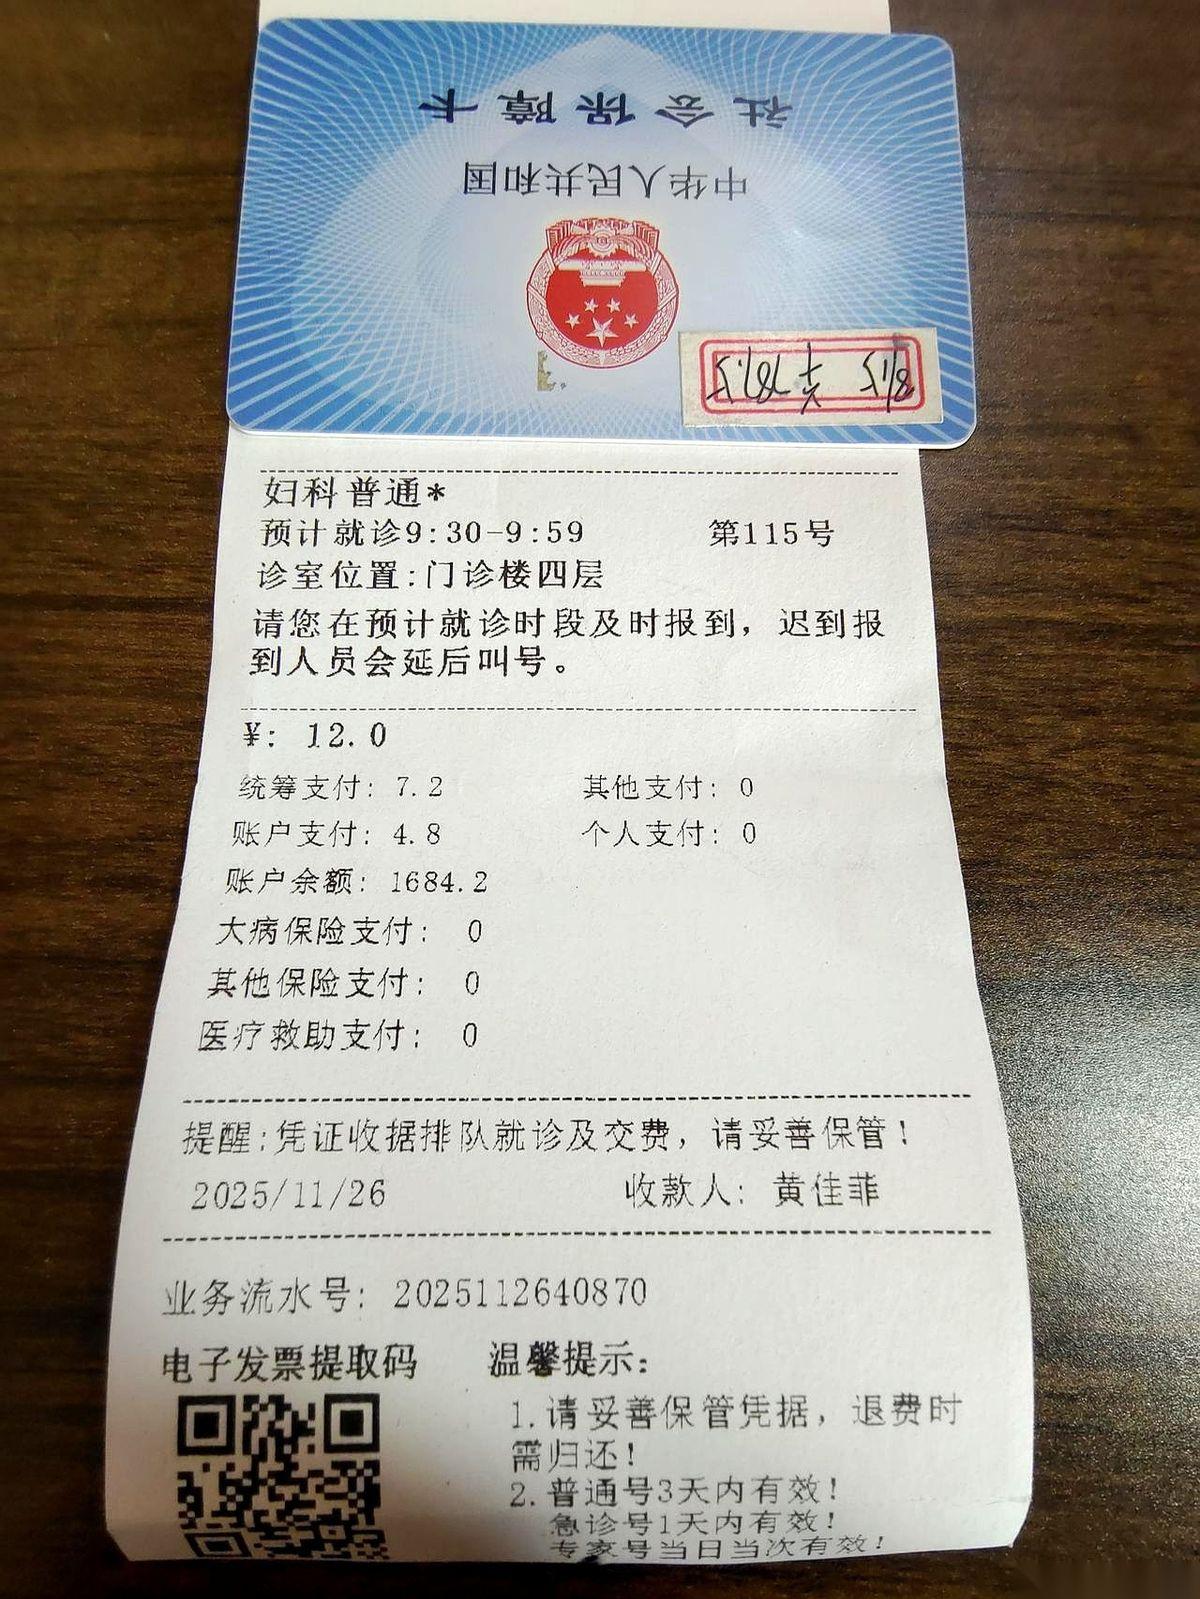 社会保障卡
中华人民共和国
妇科普通*
预计就诊9:30-9:59 第115号
诊室位置:门诊楼四层
请您在预计就诊时段及时报到，迟到报
到人员会延后叫号。
¥: 12.0
统筹支付: 7.2 其他支付: 0
账户支付: 4.8 个人支付: 0
账户余额: 1684.2
大病保险支付: 0
其他保险支付: 0
医疗救助支付: 0
提醒:凭证收据排队就诊及交费，请妥善保管!
2025/11/26 收款人: 黄佳菲
业务流水号: 2025112640870
电子发票提取码 温馨提示:
1.请妥善保管凭据，退费时
需归还!
2.普通号3天内有效!
急诊号1天内有效!
专家号当日当次有效!